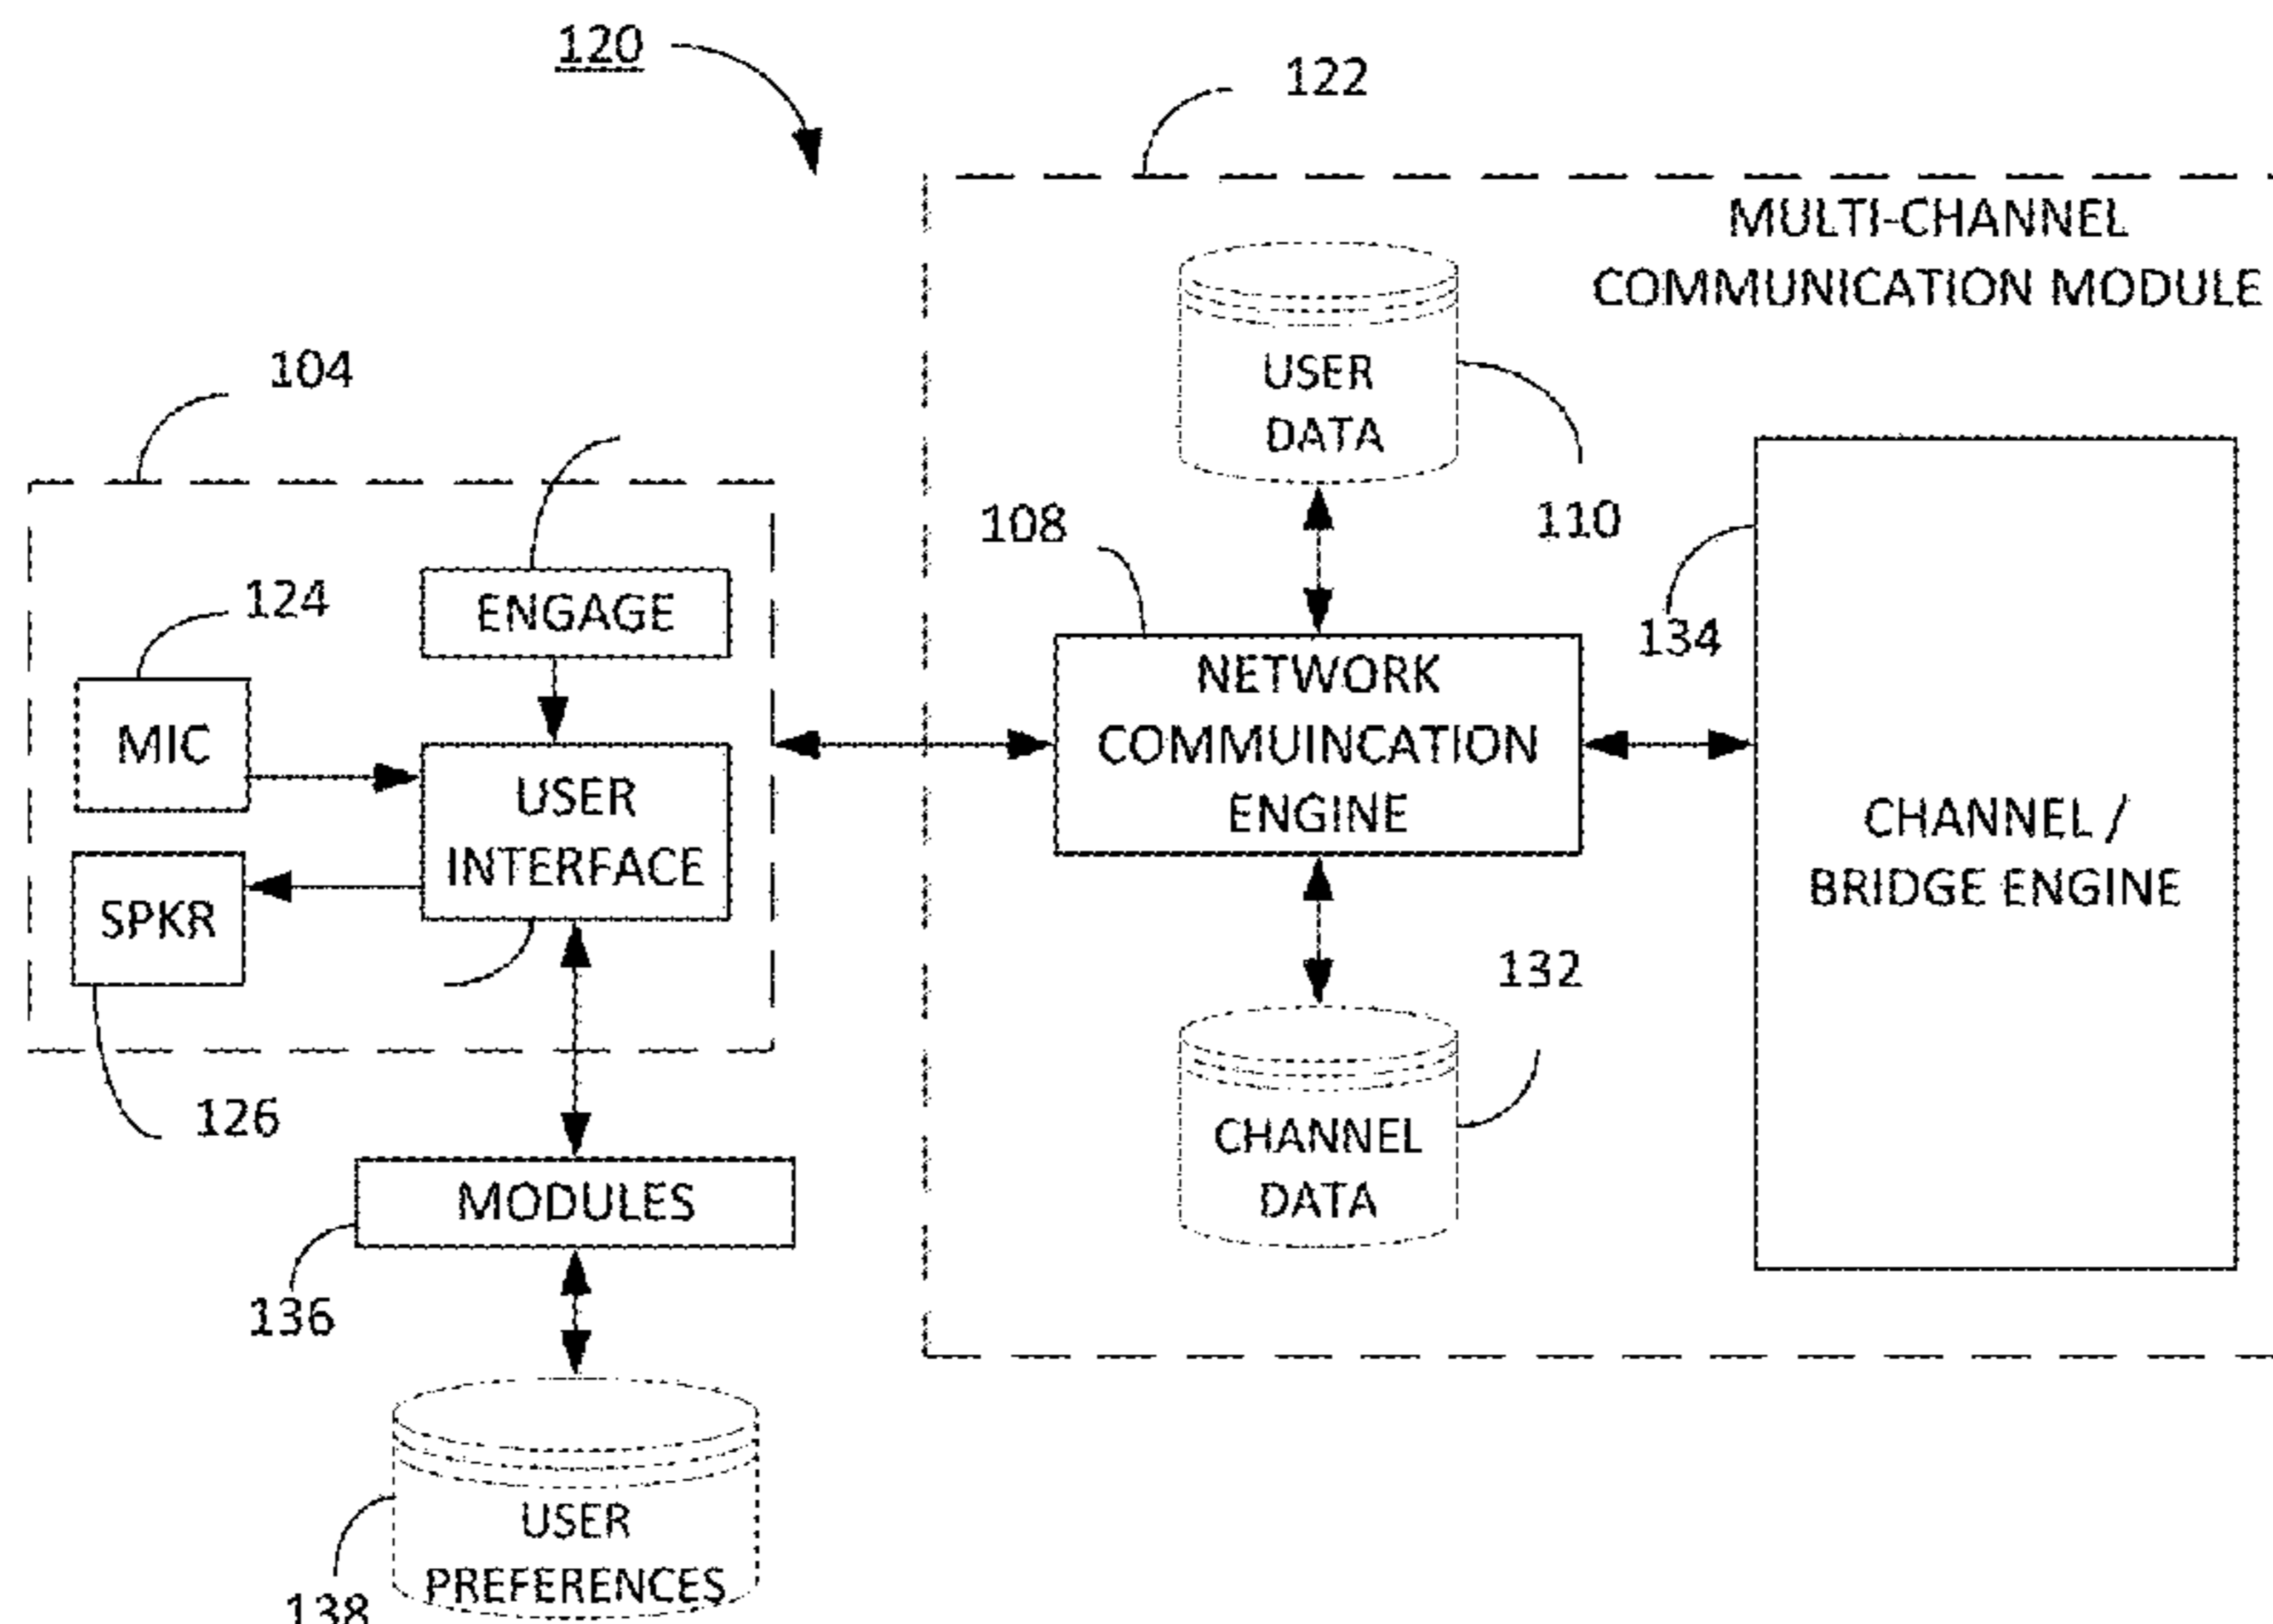 120
122
MULTI-CHANNEL
COMMUNICATION MODULE
104
USER
DATA
110
108
134
ENGAGE
124
MIC
USER
INTERFACE
SPKR
126
NETWORK
COMMUINCATION
ENGINE
CHANNEL /
BRIDGE ENGINE
132
CHANNEL
DATA
MODULES
136
USER
PREFERENCES
138